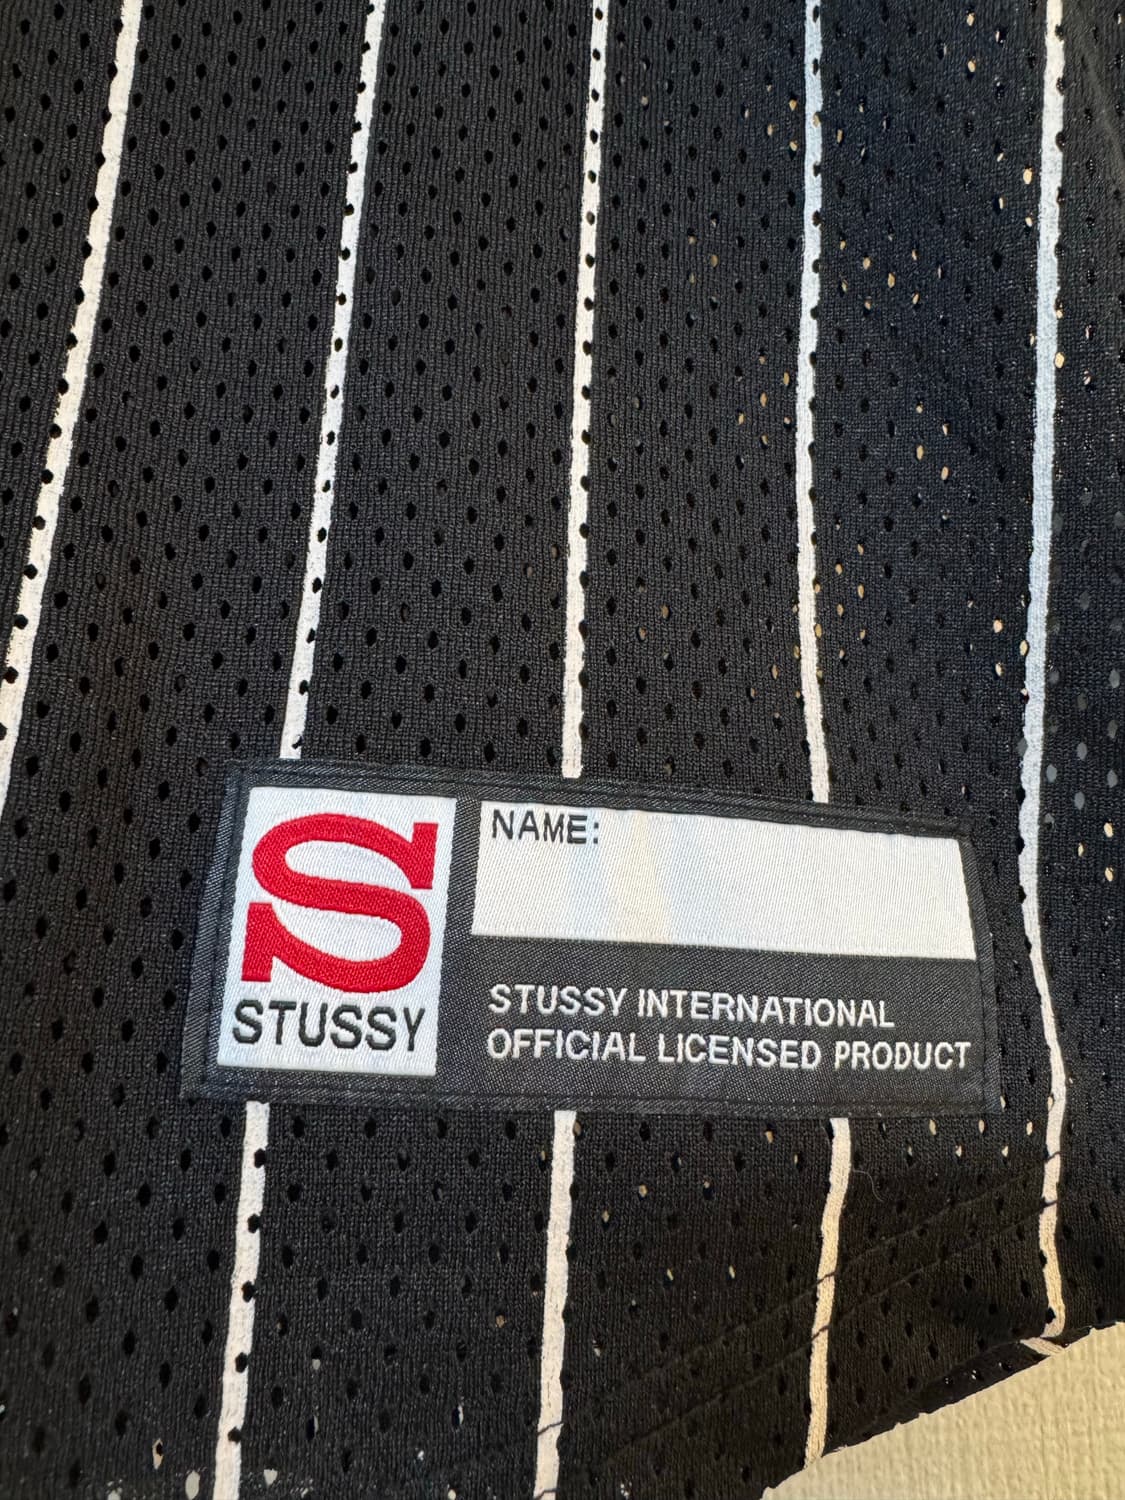 S
STUSSY
NAME:
STUSSY INTERNATIONAL
OFFICIAL LICENSED PRODUCT